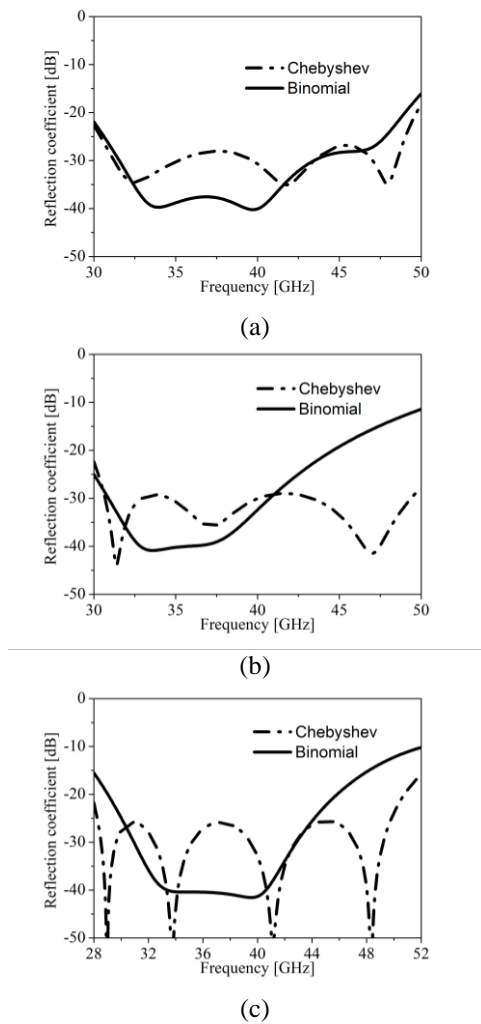 0
-10
-20
-30
-40
-50
Reflection coefficient [dB]
Chebyshev
Binomial
30 35 40 45 50
Frequency [GHz]
(a)
0
-10
-20
-30
-40
-50
Reflection coefficient [dB]
Chebyshev
Binomial
30 35 40 45 50
Frequency [GHz]
(b)
0
-10
-20
-30
-40
-50
Reflection coefficient [dB]
Chebyshev
Binomial
28 32 36 40 44 48 52
Frequency [GHz]
(c)